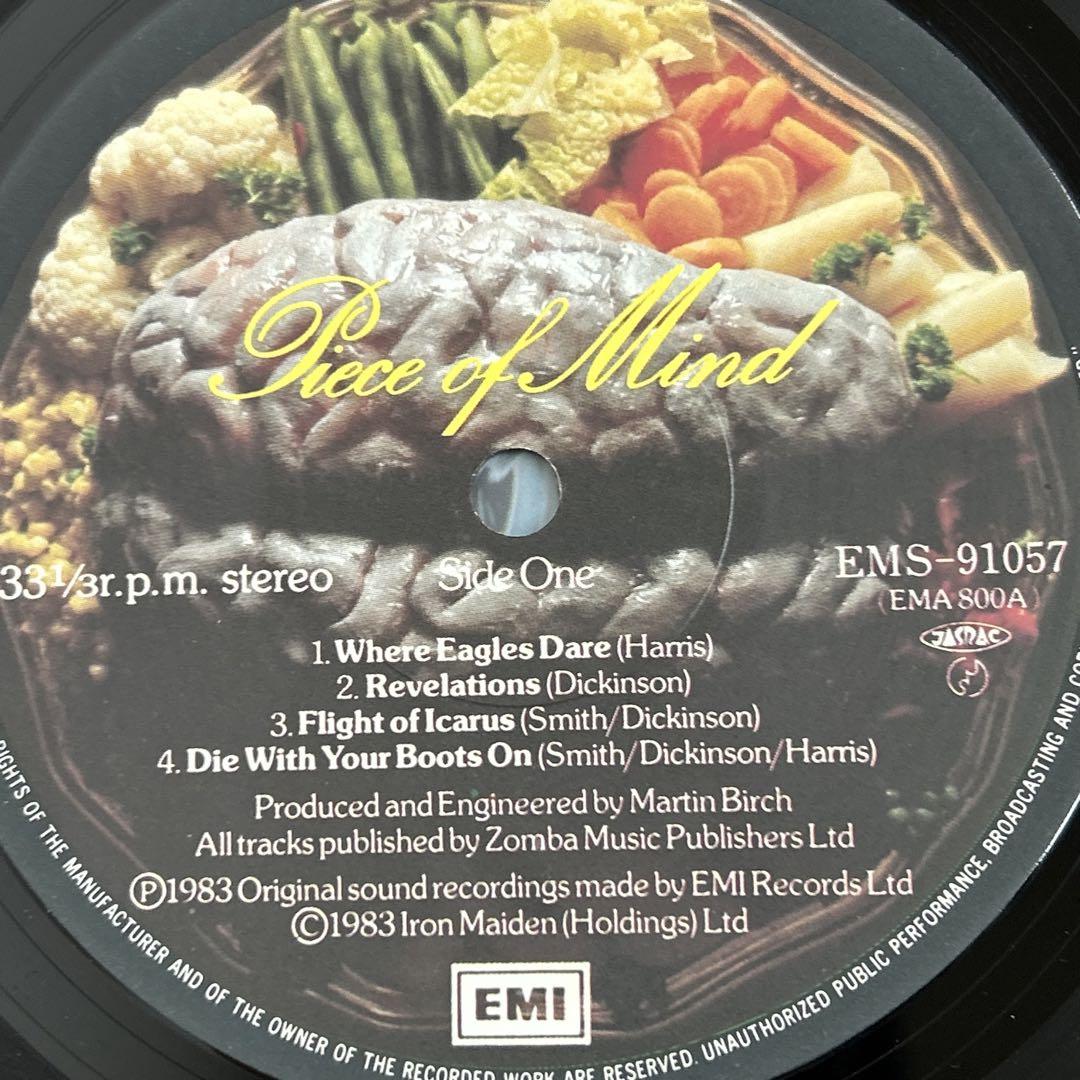 Piece of Mind
33⅓r.p.m. stereo
Side One
EMS-91057
(EMA 800A)
JASRAC
1. Where Eagles Dare (Harris)
2. Revelations (Dickinson)
3. Flight of Icarus (Smith/Dickinson)
4. Die With Your Boots On (Smith/Dickinson/Harris)
Produced and Engineered by Martin Birch
All tracks published by Zomba Music Publishers Ltd
Ⓟ1983 Original sound recordings made by EMI Records Ltd
©1983 Iron Maiden (Holdings) Ltd
EMI
RIGHTS OF THE MANUFACTURER AND OF THE OWNER OF THE RECORDED WORK ARE RESERVED. UNAUTHORIZED PUBLIC PERFORMANCE, BROADCASTING AND